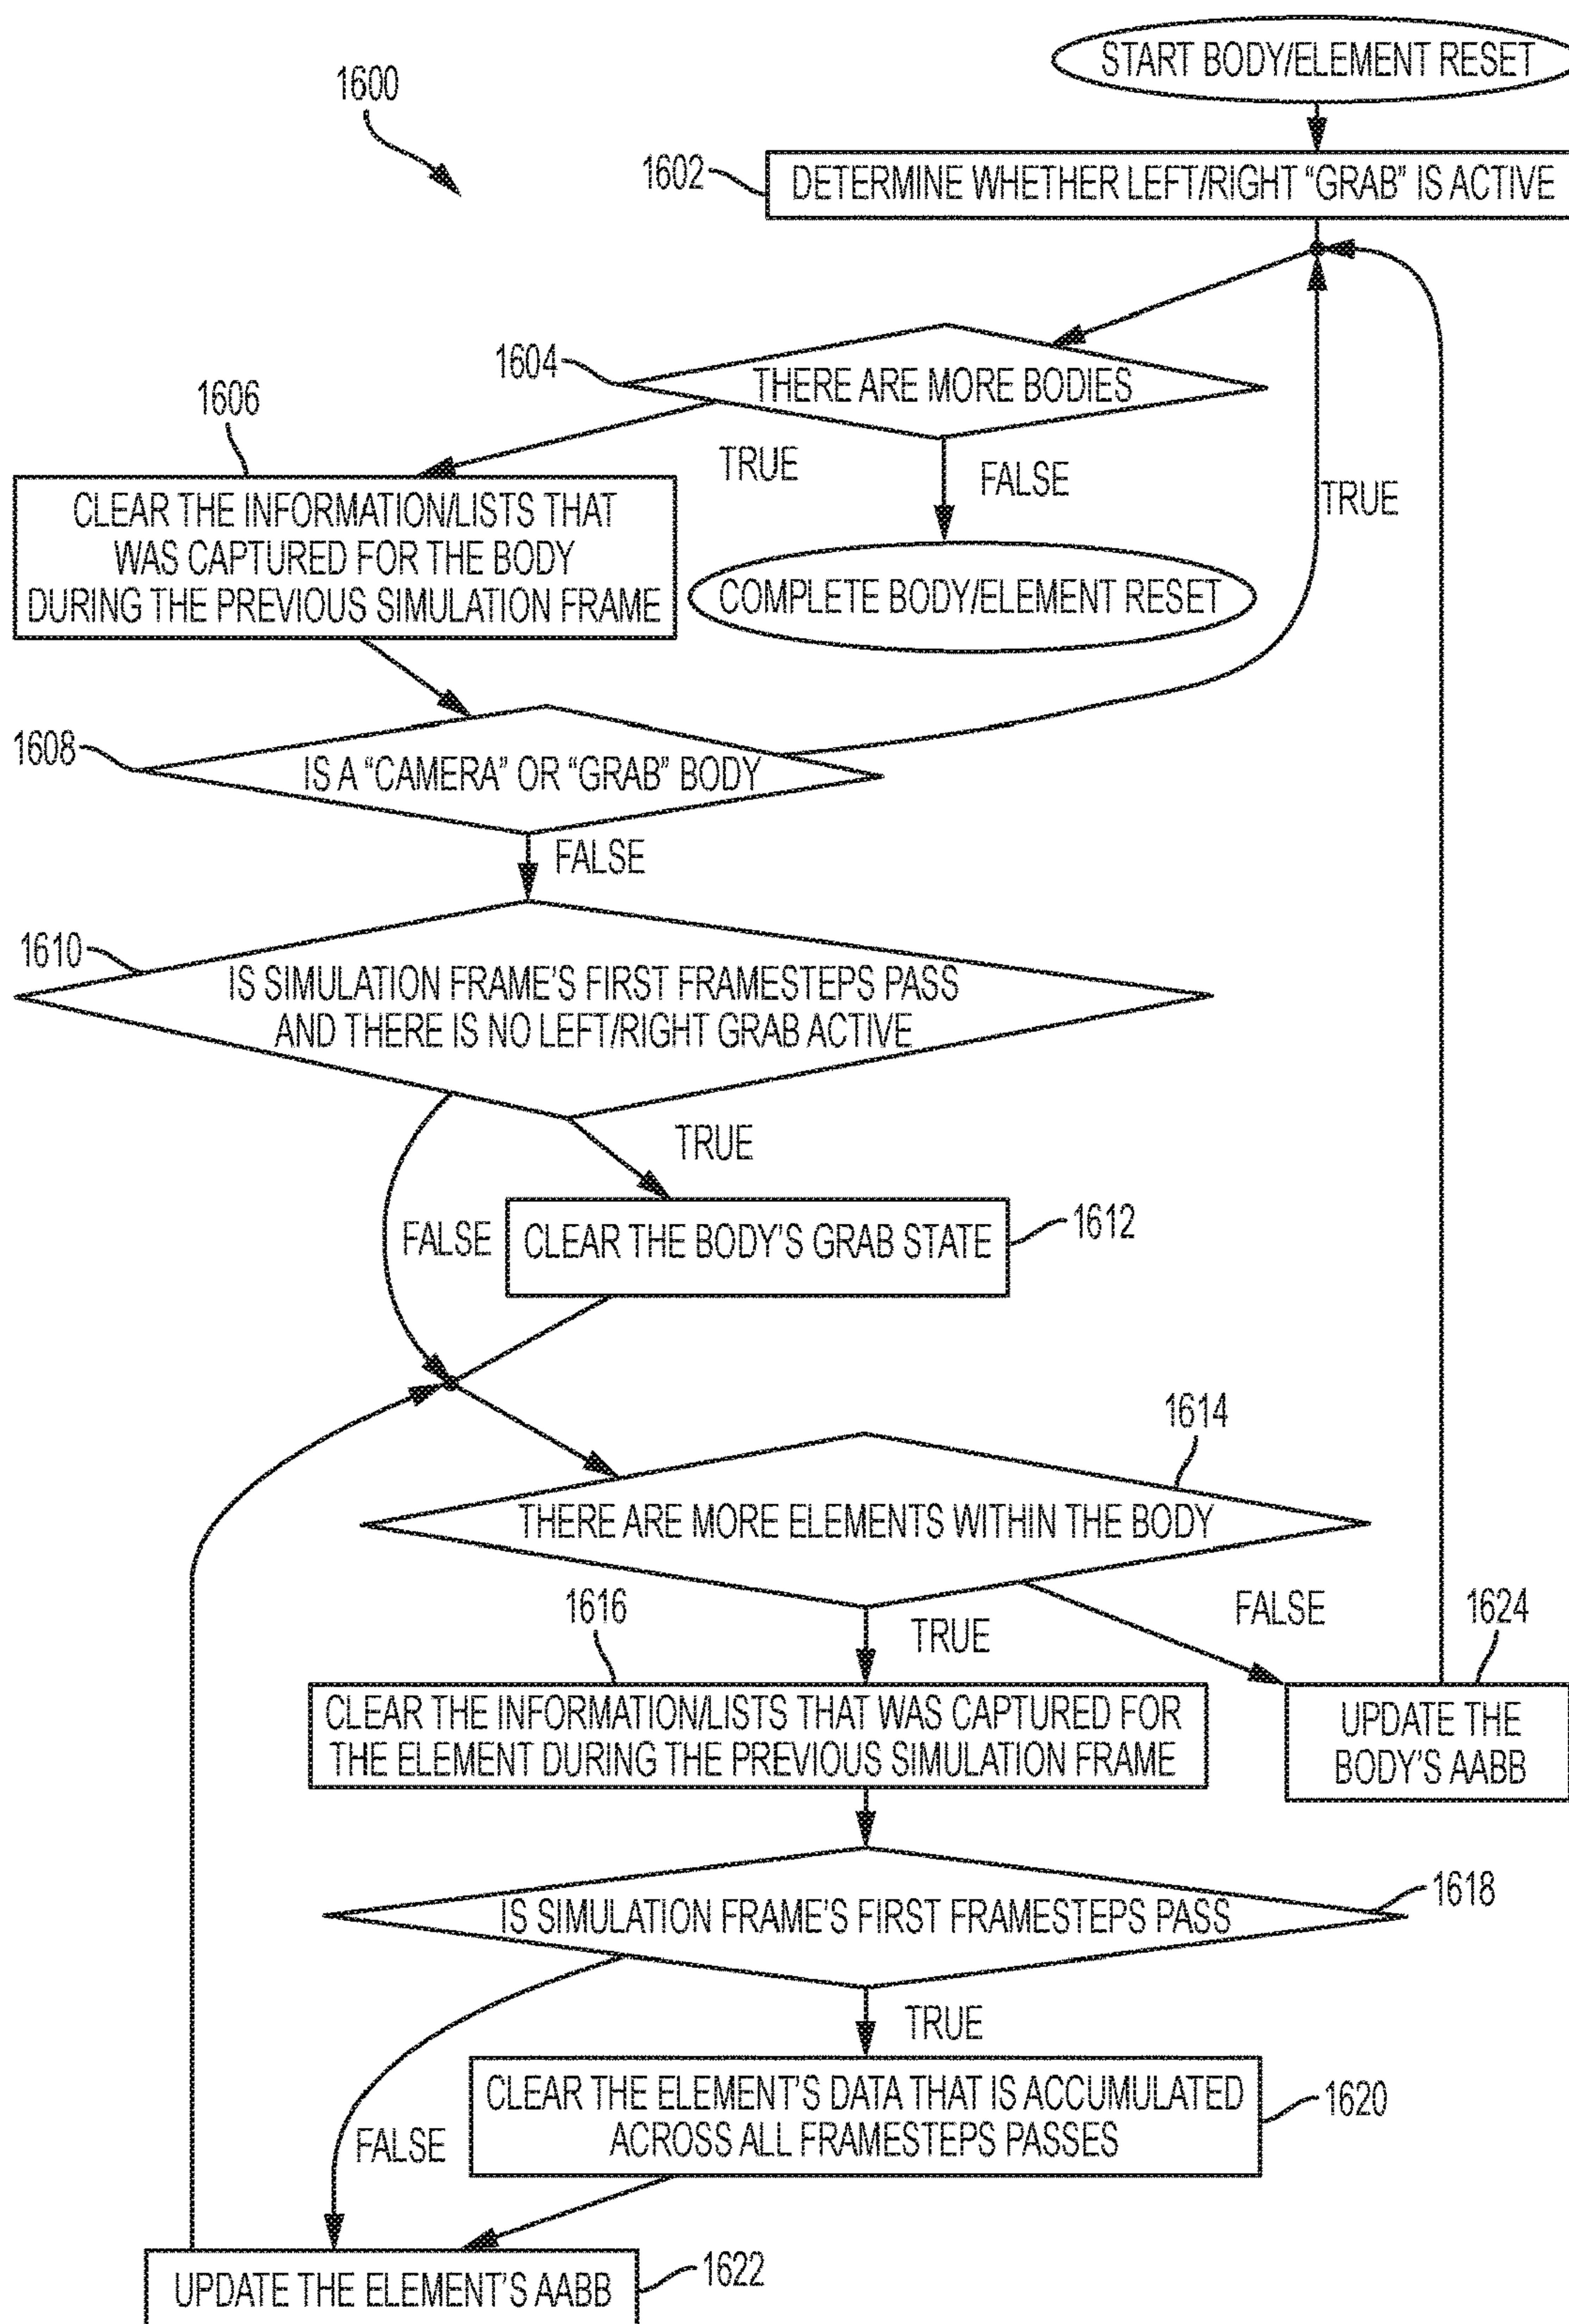 START BODY/ELEMENT RESET
1600
1602
DETERMINE WHETHER LEFT/RIGHT “GRAB” IS ACTIVE
1604
THERE ARE MORE BODIES
1606
TRUE
FALSE
TRUE
CLEAR THE INFORMATION/LISTS THAT
WAS CAPTURED FOR THE BODY
DURING THE PREVIOUS SIMULATION FRAME
COMPLETE BODY/ELEMENT RESET
1608
IS A “CAMERA” OR “GRAB” BODY
FALSE
1610
IS SIMULATION FRAME’S FIRST FRAMESTEPS PASS
AND THERE IS NO LEFT/RIGHT GRAB ACTIVE
TRUE
FALSE
CLEAR THE BODY’S GRAB STATE
1612
1614
THERE ARE MORE ELEMENTS WITHIN THE BODY
1616
TRUE
FALSE
1624
CLEAR THE INFORMATION/LISTS THAT WAS CAPTURED FOR
THE ELEMENT DURING THE PREVIOUS SIMULATION FRAME
UPDATE THE
BODY’S AABB
1618
IS SIMULATION FRAME’S FIRST FRAMESTEPS PASS
TRUE
CLEAR THE ELEMENT’S DATA THAT IS ACCUMULATED
ACROSS ALL FRAMESTEPS PASSES
1620
FALSE
UPDATE THE ELEMENT’S AABB
1622